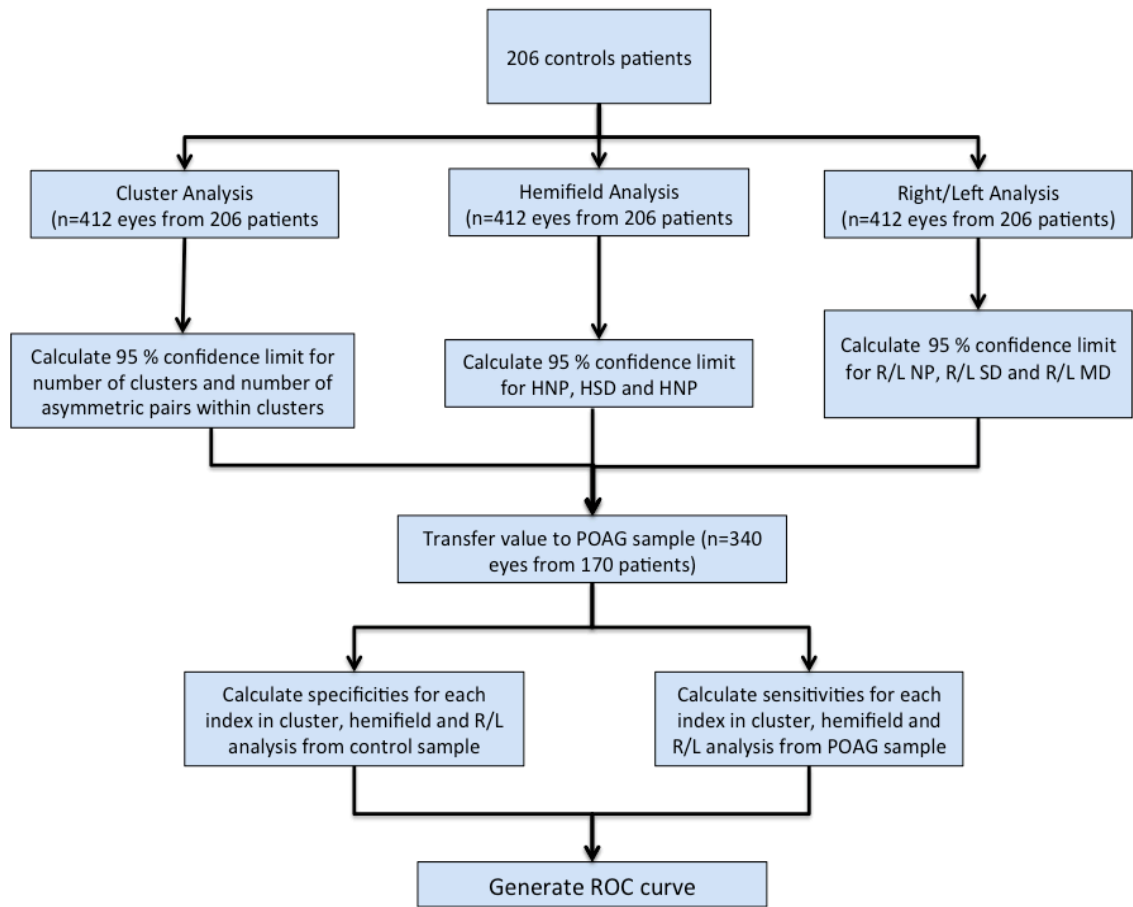 206 controls patients
Cluster Analysis
(n=412 eyes from 206 patients
Hemifield Analysis
(n=412 eyes from 206 patients
Right/Left Analysis
(n=412 eyes from 206 patients)
Calculate 95 % confidence limit for
number of clusters and number of
asymmetric pairs within clusters
Calculate 95 % confidence limit
for HNP, HSD and HNP
Calculate 95 % confidence limit
for R/L NP, R/L SD and R/L MD
Transfer value to POAG sample (n=340
eyes from 170 patients)
Calculate specificities for each
index in cluster, hemifield and R/L
analysis from control sample
Calculate sensitivities for each
index in cluster, hemifield and
R/L analysis from POAG sample
Generate ROC curve